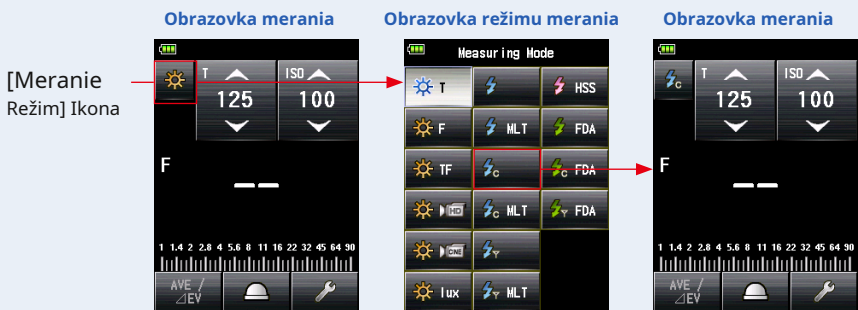 Obrazovka merania
Obrazovka režimu merania
Obrazovka merania
[Meranie
Režim] Ikona
T
125
ISO
100
F
1 1.4 2 2.8 4 5.6 8 11 16 22 32 45 64 90
AVE /
⊿EV
Measuring Mode
T
HSS
F
MLT
FDA
TF
C
C FDA
HD
C MLT
Y FDA
CINE
Y
lux
Y MLT
C
T
125
ISO
100
F
1 1.4 2 2.8 4 5.6 8 11 16 22 32 45 64 90
AVE /
⊿EV